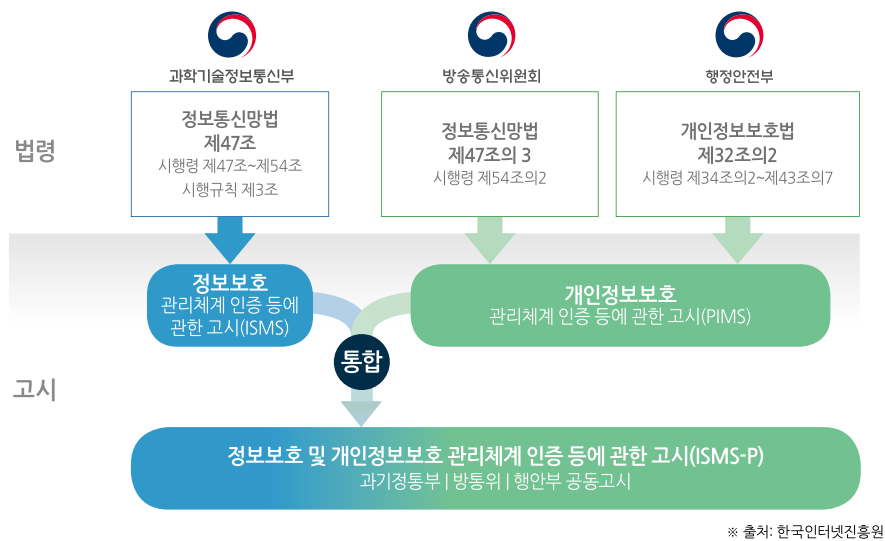 과학기술정보통신부
방송통신위원회
행정안전부
법령
정보통신망법
제47조
시행령 제47조~제54조
시행규칙 제3조
정보통신망법
제47조의 3
시행령 제54조의2
개인정보보호법
제32조의2
시행령 제34조의2~제43조의7
정보보호
관리체계 인증 등에
관한 고시(ISMS)
개인정보보호
관리체계 인증 등에 관한 고시(PIMS)
통합
고시
정보보호 및 개인정보보호 관리체계 인증 등에 관한 고시(ISMS-P)
과기정통부 | 방통위 | 행안부 공동고시
※ 출처: 한국인터넷진흥원